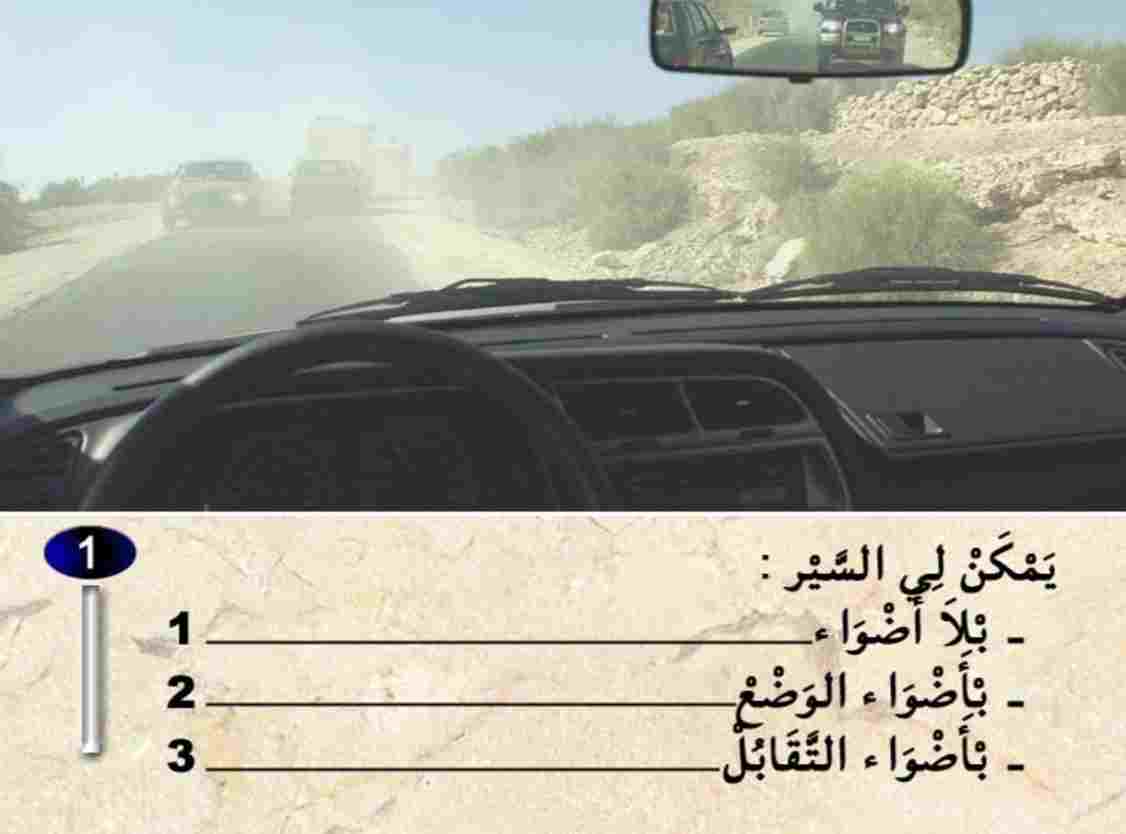 1
يَمْكَنْ لِي السَّيْر :
ـ بْلاَ أَضْوَاء 1
ـ بْأَضْوَاء الوَضْعْ 2
ـ بْأَضْوَاء التَّقَابُلْ 3